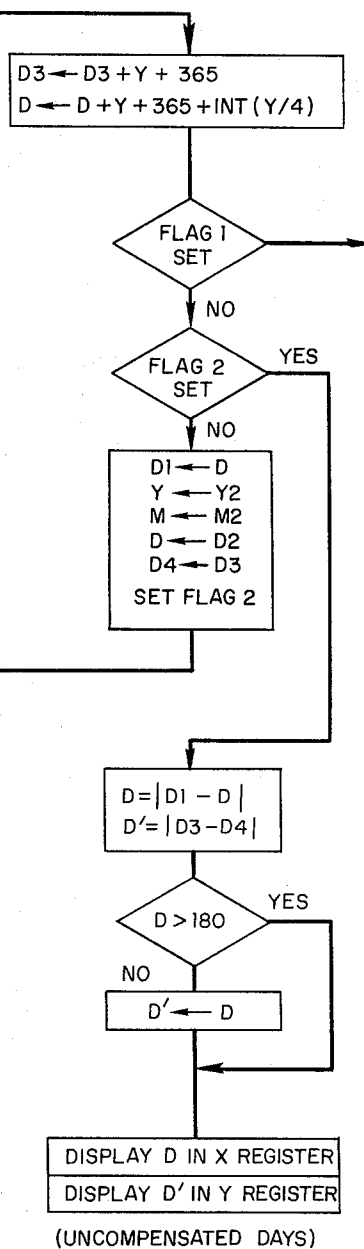 D3←D3+Y+365
D←D+Y+365+INT(Y/4)
FLAG 1
SET
NO
FLAG 2
SET
YES
NO
D1←D
Y←Y2
M←M2
D←D2
D4←D3
SET FLAG 2
D=|D1-D|
D'=|D3-D4|
D>180
YES
NO
D'←D
DISPLAY D IN X REGISTER
DISPLAY D' IN Y REGISTER
(UNCOMPENSATED DAYS)